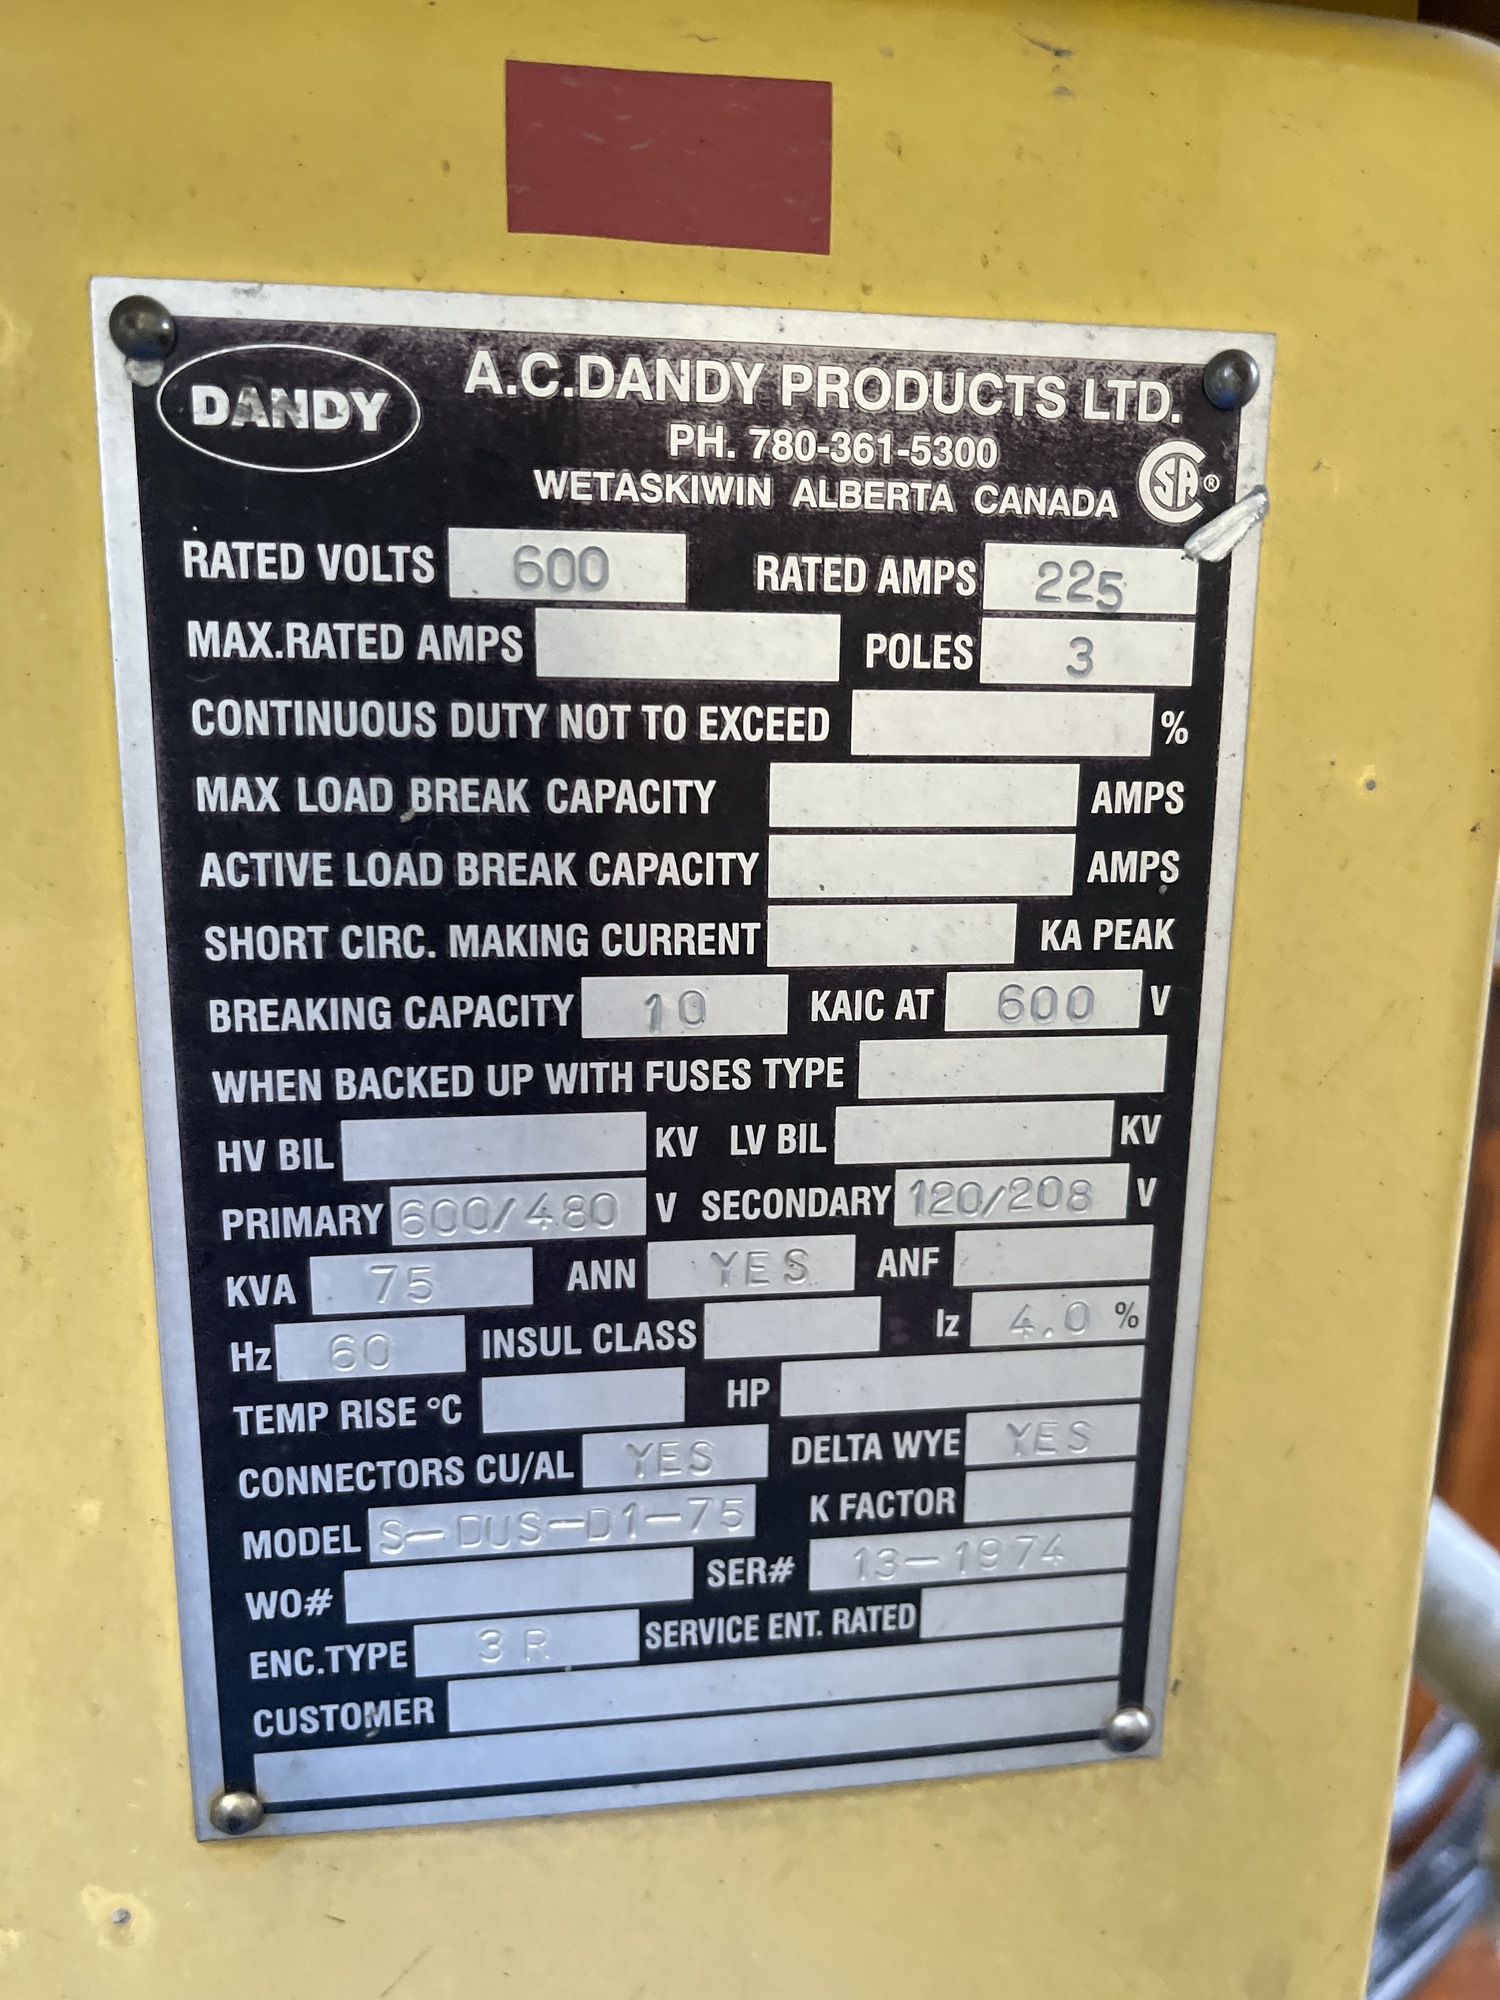 DANDY
A.C.DANDY PRODUCTS LTD.
PH. 780-361-5300
WETASKIWIN ALBERTA CANADA
CSA®
RATED VOLTS 600 RATED AMPS 225
MAX.RATED AMPS POLES 3
CONTINUOUS DUTY NOT TO EXCEED %
MAX LOAD BREAK CAPACITY AMPS
ACTIVE LOAD BREAK CAPACITY AMPS
SHORT CIRC. MAKING CURRENT KA PEAK
BREAKING CAPACITY 10 KAIC AT 600 V
WHEN BACKED UP WITH FUSES TYPE
HV BIL KV LV BIL KV
PRIMARY 600/480 V SECONDARY 120/208 V
KVA 75 ANN YES ANF
Hz 60 INSUL CLASS Iz 4.0 %
TEMP RISE °C HP
CONNECTORS CU/AL YES DELTA WYE YES
MODEL S-DUS-D1-75 K FACTOR
WO# SER# 13-1974
ENC.TYPE 3R SERVICE ENT. RATED
CUSTOMER